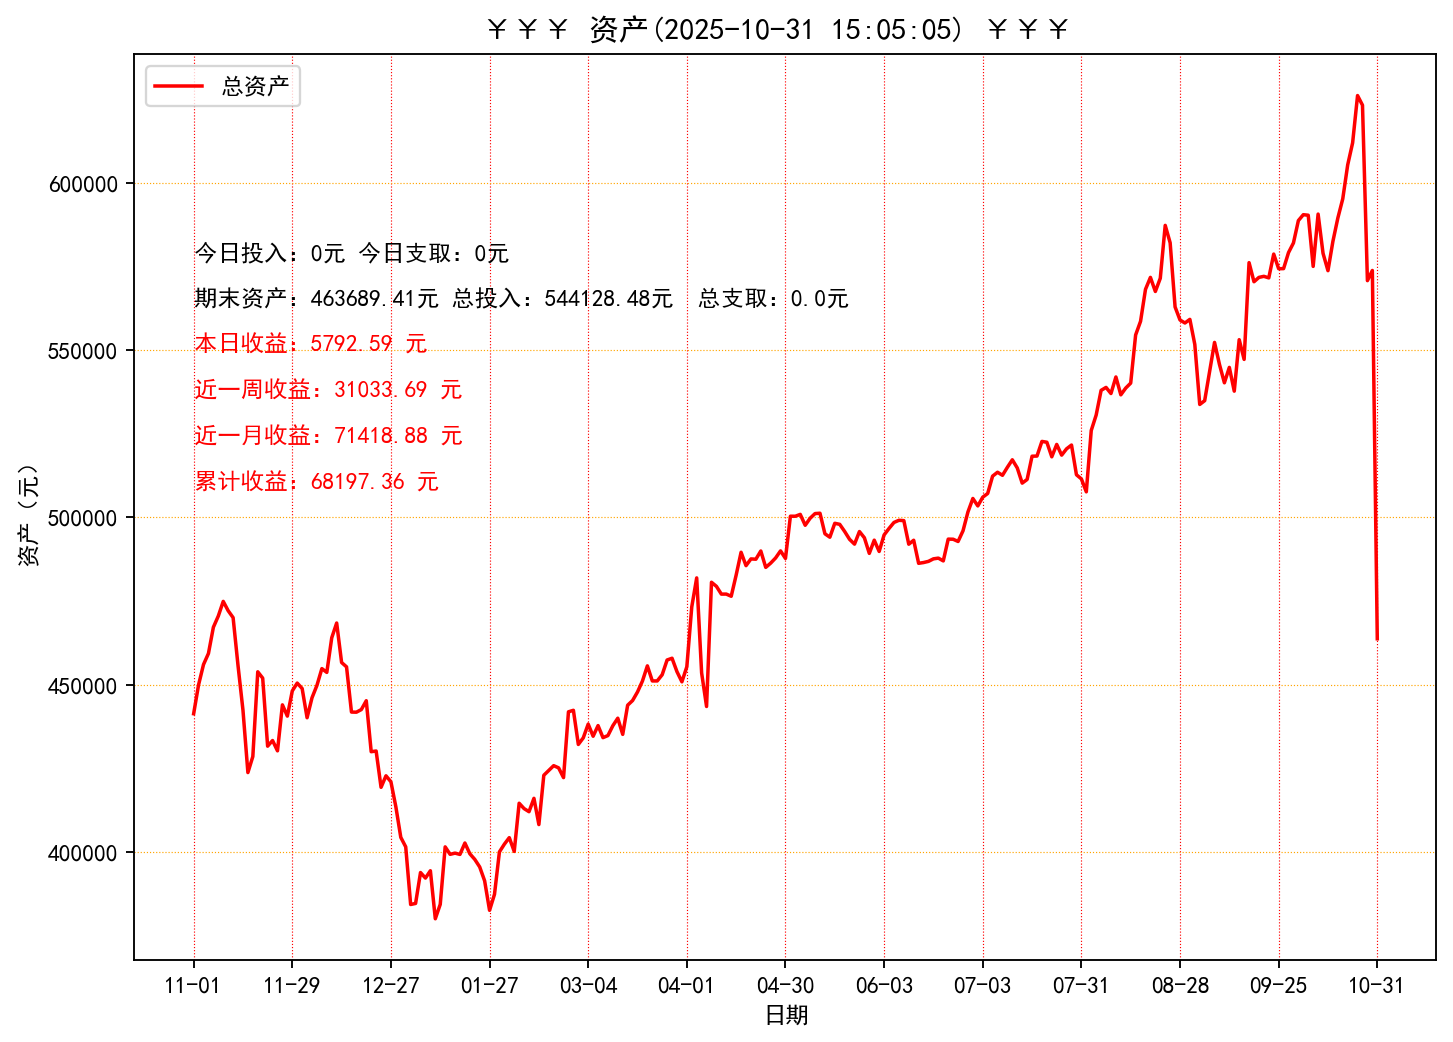 ￥￥￥ 资产(2025-10-31 15:05:05) ￥￥￥
总资产
600000
今日投入：0元 今日支取：0元
期末资产：463689.41元 总投入：544128.48元  总支取：0.0元
本日收益：5792.59 元
550000
近一周收益：31033.69 元
近一月收益：71418.88 元
累计收益：68197.36 元
资产（元）
500000
450000
400000
11-01 11-29 12-27 01-27 03-04 04-01 04-30 06-03 07-03 07-31 08-28 09-25 10-31
日期